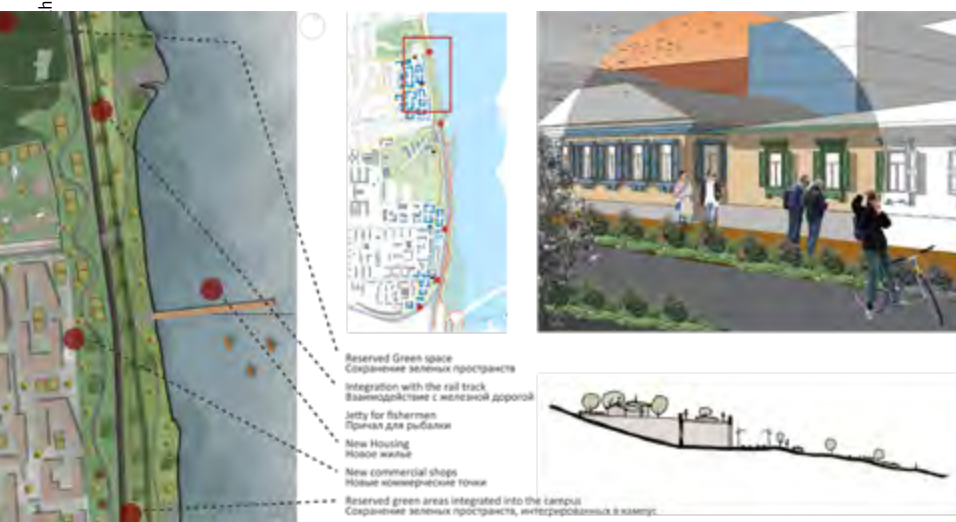 h
Reserved Green space
Сохранение зеленых пространств
Integration with the rail track
Взаимодействие с железной дорогой
Jetty for fishermen
Причал для рыбалки
New Housing
Новое жилье
New commercial shops
Новые коммерческие точки
Reserved green areas integrated into the campus
Сохранение зеленых пространств, интегрированных в кампус